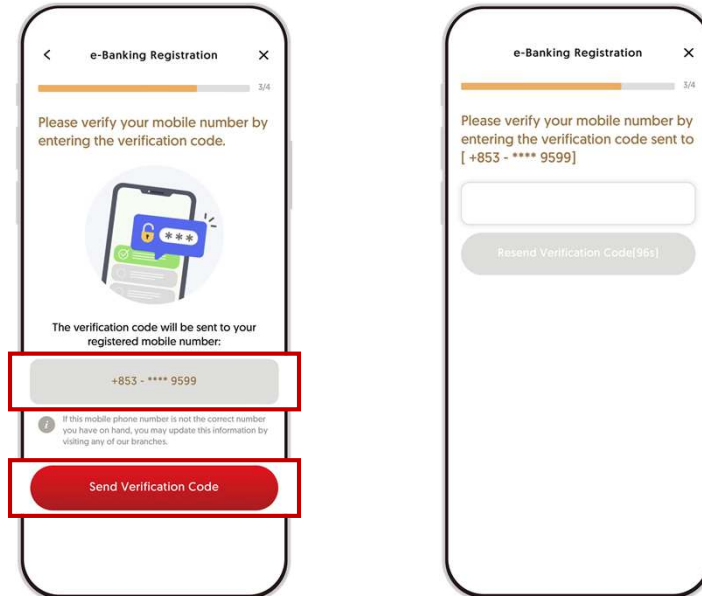 e-Banking Registration
3/4
Please verify your mobile number by
entering the verification code.
***
The verification code will be sent to your
registered mobile number:
+853 - **** 9599
i
If this mobile phone number is not the correct number
you have on hand, you may update this information by
visiting any of our branches.
Send Verification Code
e-Banking Registration
3/4
Please verify your mobile number by
entering the verification code sent to
[ +853 - **** 9599]
Resend Verification Code[96s]